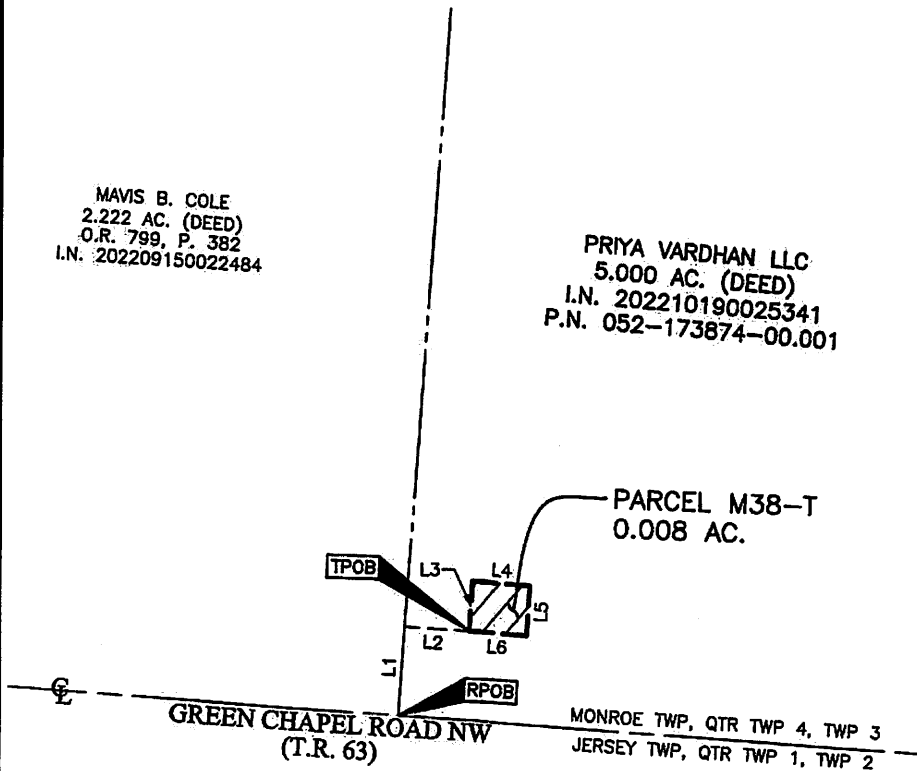 MAVIS B. COLE
2.222 AC. (DEED)
O.R. 799, P. 382
I.N. 202209150022484
PRIYA VARDHAN LLC
5.000 AC. (DEED)
I.N. 202210190025341
P.N. 052-173874-00.001
PARCEL M38-T
0.008 AC.
TPOB
L3
L4
L5
L2
L6
L1
RPOB
℄
GREEN CHAPEL ROAD NW
(T.R. 63)
MONROE TWP, QTR TWP 4, TWP 3
JERSEY TWP, QTR TWP 1, TWP 2